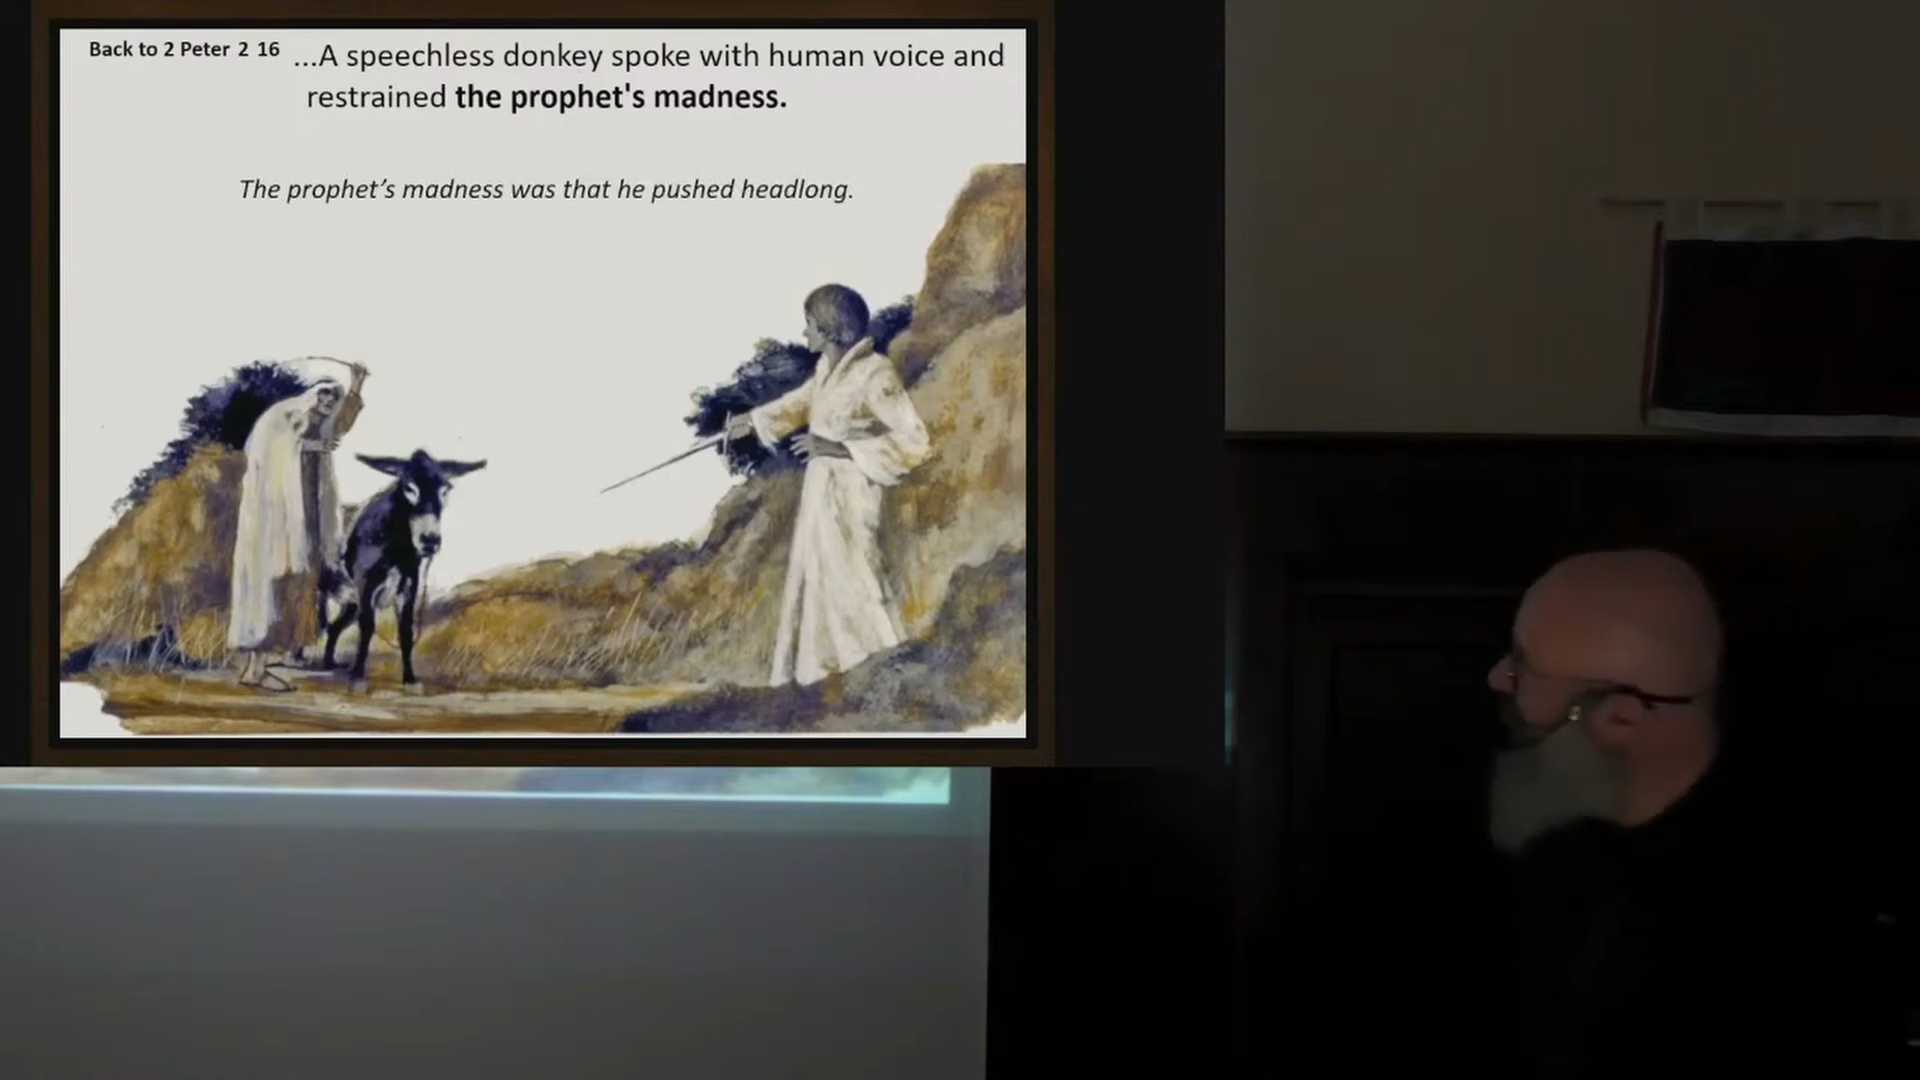 Back to 2 Peter 2 16 ...A speechless donkey spoke with human voice and
restrained the prophet's madness.
The prophet’s madness was that he pushed headlong.